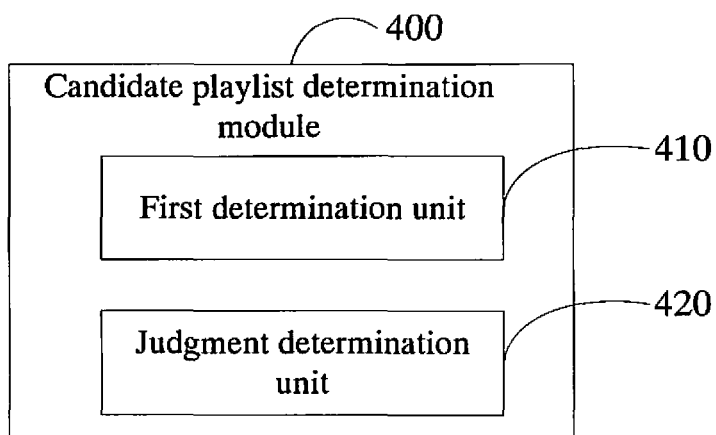 400
Candidate playlist determination
module
410
First determination unit
420
Judgment determination
unit